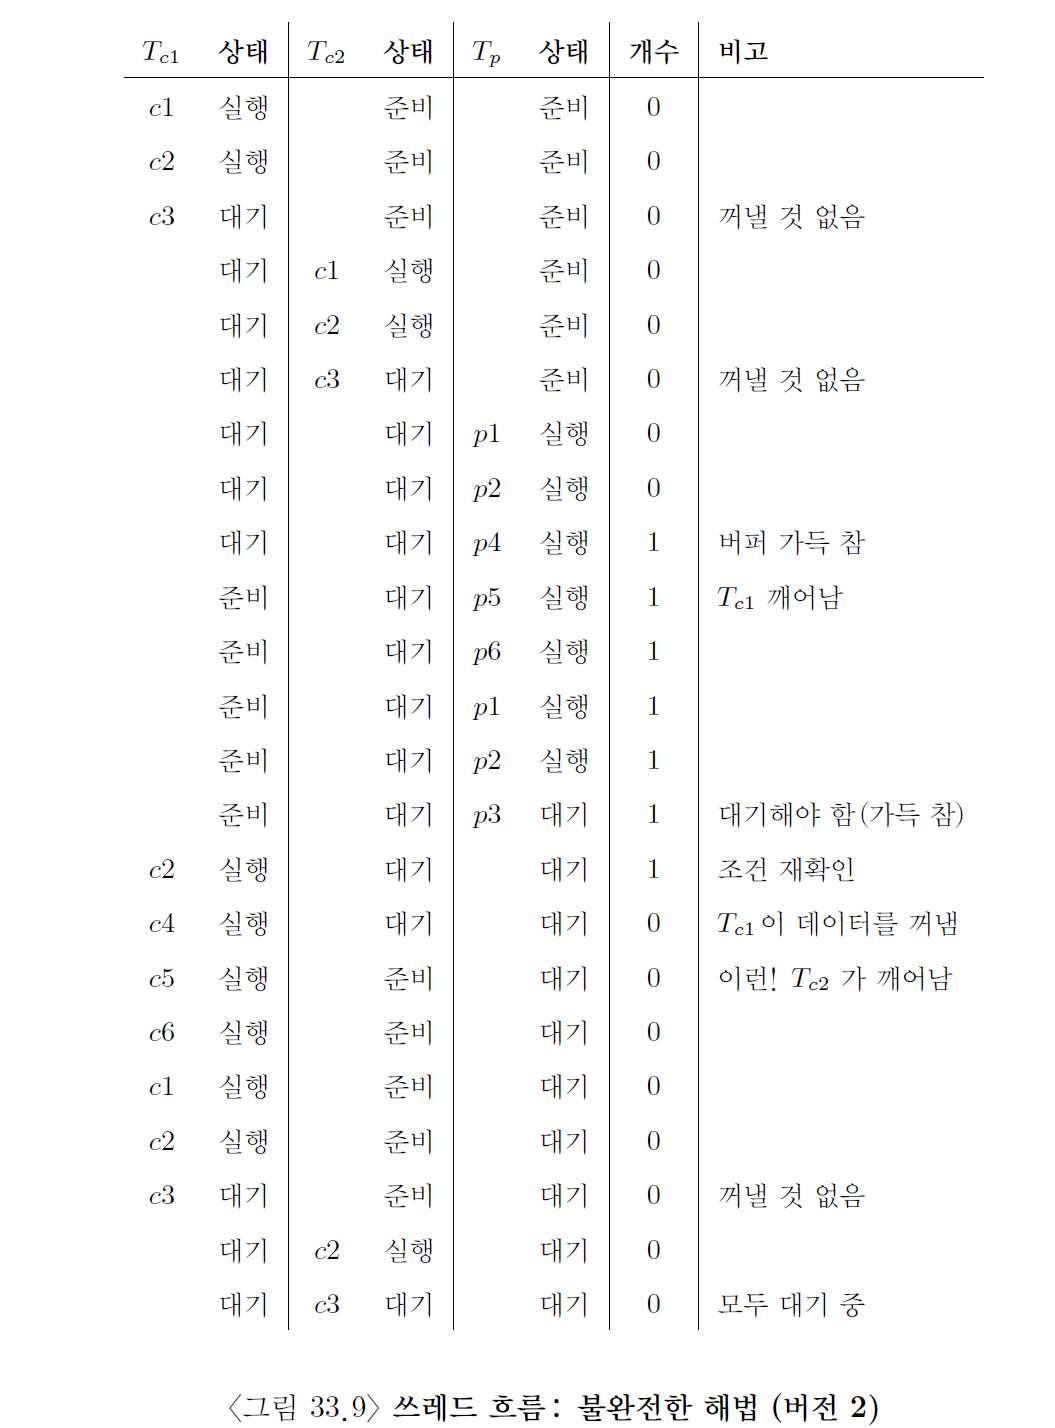 Tc1 상태 Tc2 상태 Tp 상태 개수 비고
c1 실행 준비 준비 0
c2 실행 준비 준비 0
c3 대기 준비 준비 0 꺼낼 것 없음
대기 c1 실행 준비 0
대기 c2 실행 준비 0
대기 c3 대기 준비 0 꺼낼 것 없음
대기 대기 p1 실행 0
대기 대기 p2 실행 0
대기 대기 p4 실행 1 버퍼 가득 참
준비 대기 p5 실행 1 Tc1 깨어남
준비 대기 p6 실행 1
준비 대기 p1 실행 1
준비 대기 p2 실행 1
준비 대기 p3 대기 1 대기해야 함(가득 참)
c2 실행 대기 대기 1 조건 재확인
c4 실행 대기 대기 0 Tc1이 데이터를 꺼냄
c5 실행 준비 대기 0 이런! Tc2 가 깨어남
c6 실행 준비 대기 0
c1 실행 준비 대기 0
c2 실행 준비 대기 0
c3 대기 준비 대기 0 꺼낼 것 없음
대기 c2 실행 대기 0
대기 c3 대기 대기 0 모두 대기 중
〈그림 33.9〉 쓰레드 흐름: 불완전한 해법 (버전 2)